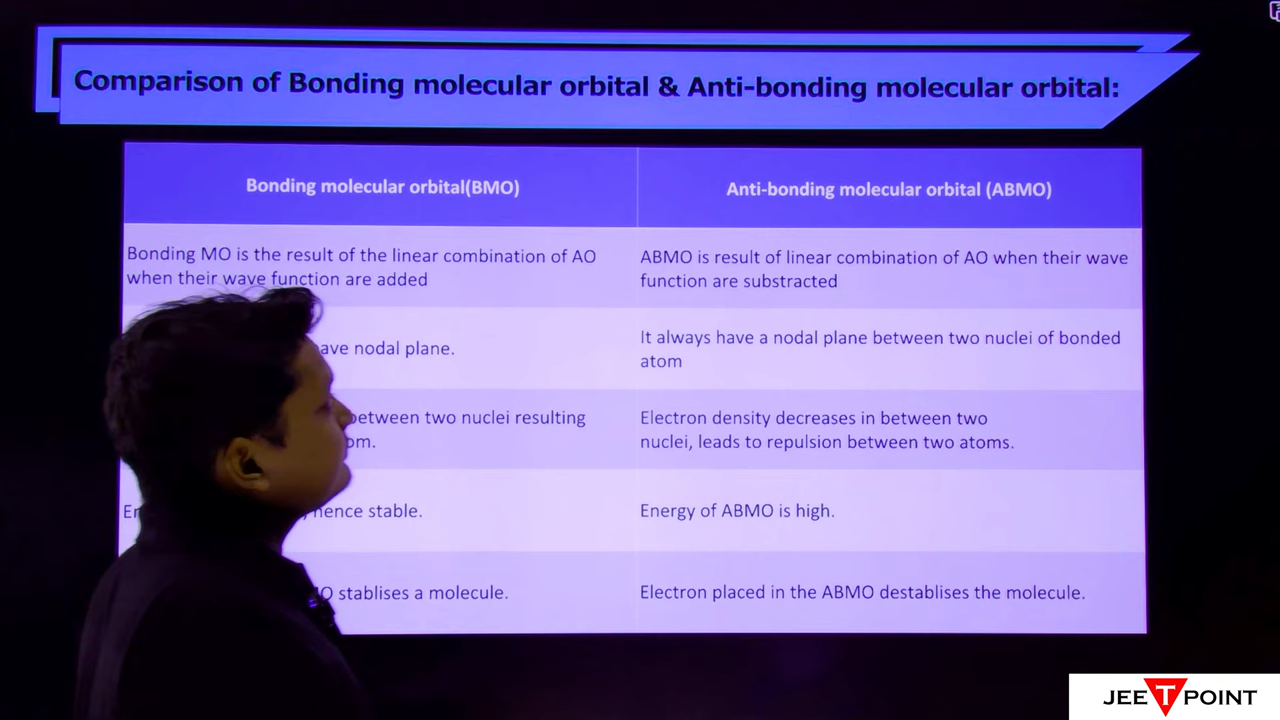 Comparison of Bonding molecular orbital & Anti-bonding molecular orbital:
Bonding molecular orbital(BMO)
Anti-bonding molecular orbital (ABMO)
Bonding MO is the result of the linear combination of AO
when their wave function are added
ABMO is result of linear combination of AO when their wave
function are substracted
nodal plane.
It always have a nodal plane between two nuclei of bonded
atom
between two nuclei resulting
Electron density decreases in between two
nuclei, leads to repulsion between two atoms.
hence stable.
Energy of ABMO is high.
stablises a molecule.
Electron placed in the ABMO destablises the molecule.
JEE T POINT